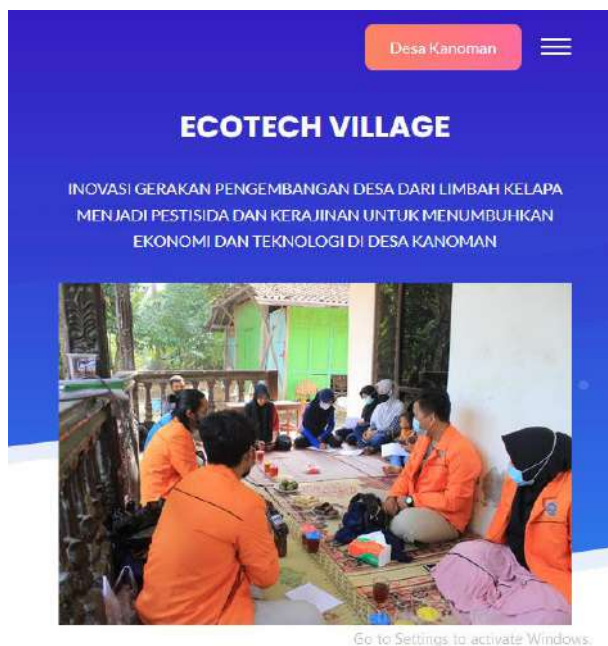 Desa Kanoman
ECOTECH VILLAGE
INOVASI GERAKAN PENGEMBANGAN DESA DARI LIMBAH KELAPA
MENJADI PESTISIDA DAN KERAJINAN UNTUK MENUMBUHKAN
EKONOMI DAN TEKNOLOGI DI DESA KANOMAN
Go to Settings to activate Windows.